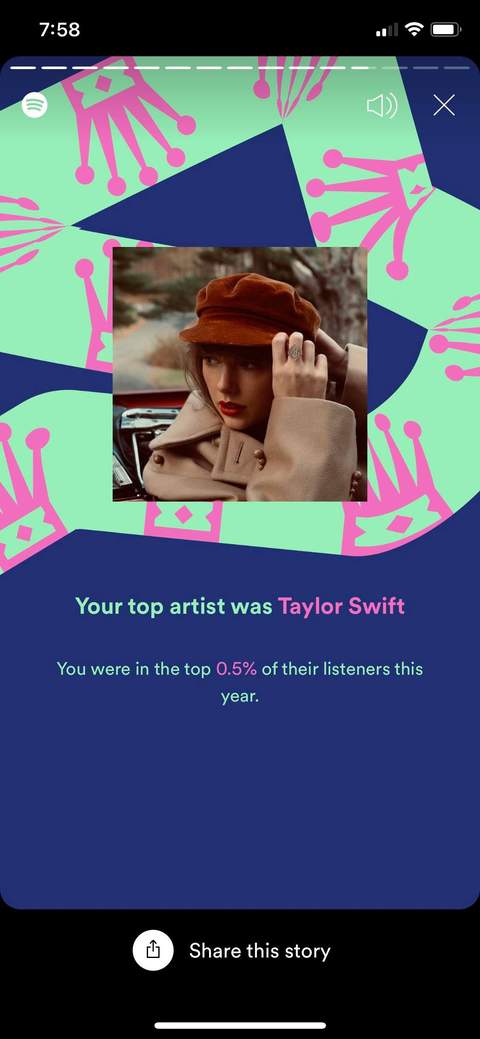 7:58
Your top artist was Taylor Swift
You were in the top 0.5% of their listeners this
year.
Share this story